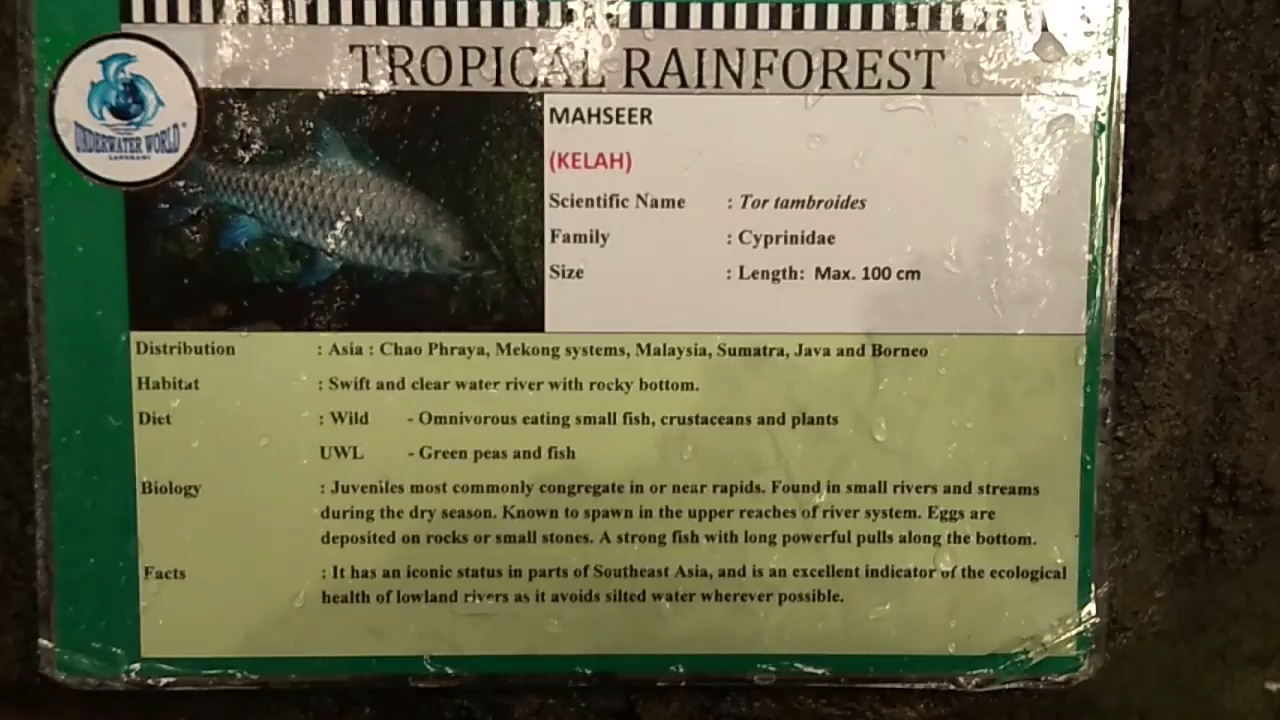 TROPICAL RAINFOREST
UNDERWATER WORLD®
LANGKAWI
MAHSEER
(KELAH)
Scientific Name : Tor tambroides
Family : Cyprinidae
Size : Length: Max. 100 cm
Distribution : Asia : Chao Phraya, Mekong systems, Malaysia, Sumatra, Java and Borneo
Habitat : Swift and clear water river with rocky bottom.
Diet : Wild - Omnivorous eating small fish, crustaceans and plants
UWL - Green peas and fish
Biology : Juveniles most commonly congregate in or near rapids. Found in small rivers and streams
during the dry season. Known to spawn in the upper reaches of river system. Eggs are
deposited on rocks or small stones. A strong fish with long powerful pulls along the bottom.
Facts : It has an iconic status in parts of Southeast Asia, and is an excellent indicator of the ecological
health of lowland rivers as it avoids silted water wherever possible.